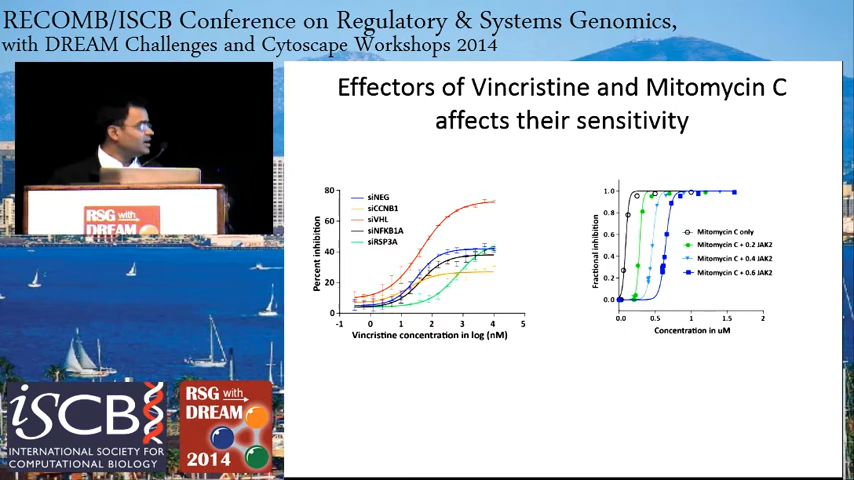 RECOMB/ISCB Conference on Regulatory & Systems Genomics,
with DREAM Challenges and Cytoscape Workshops 2014
Effectors of Vincristine and Mitomycin C
affects their sensitivity
80
60
40
20
0
Percent inhibition
siNEG
siCCNB1
siVHL
siNFKB1A
siRSP3A
-1 0 1 2 3 4 5
Vincristine concentration in log (nM)
1.0
0.8
0.6
0.4
0.2
0.0
Fractional inhibition
Mitomycin C only
Mitomycin C + 0.2 JAK2
Mitomycin C + 0.4 JAK2
Mitomycin C + 0.6 JAK2
0.0 0.5 1 1.5 2
Concentration in uM
RSG with
DREAM
iSCB
INTERNATIONAL SOCIETY FOR
COMPUTATIONAL BIOLOGY
RSG with
DREAM
2014